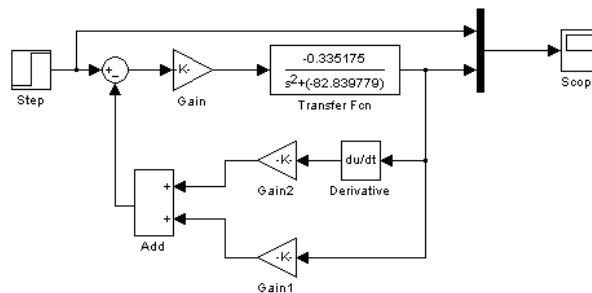 Step
+
-
-K-
Gain
-0.335175
s2+(-82.839779)
Transfer Fcn
Scop
-K-
Gain2
du/dt
Derivative
+
+
Add
-K-
Gain1